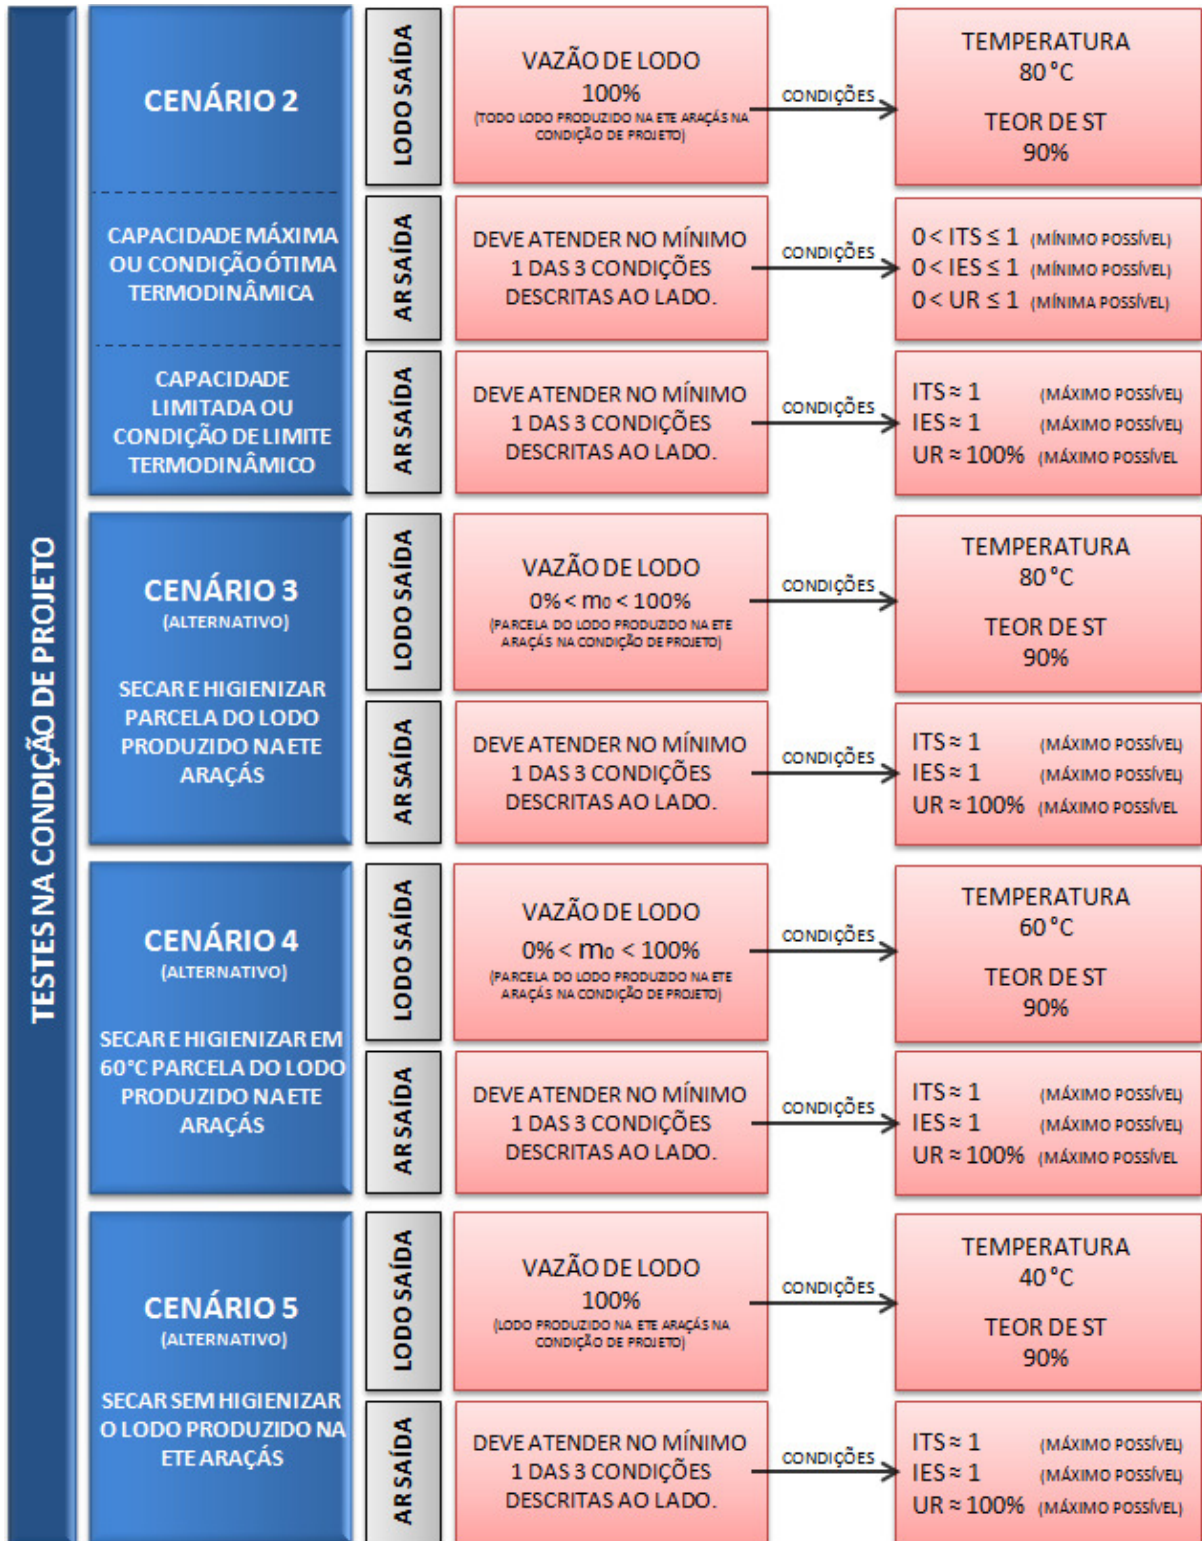 TESTES NA CONDIÇÃO DE PROJETO
CENÁRIO 2
CAPACIDADE MÁXIMA
OU CONDIÇÃO ÓTIMA
TERMODINÂMICA
CAPACIDADE
LIMITADA OU
CONDIÇÃO DE LIMITE
TERMODINÂMICO
LODO SAÍDA
VAZÃO DE LODO
100%
(TODO LODO PRODUZIDO NA ETE ARAÇÁS NA
CONDIÇÃO DE PROJETO)
CONDIÇÕES
TEMPERATURA
80 °C
TEOR DE ST
90%
AR SAÍDA
DEVE ATENDER NO MÍNIMO
1 DAS 3 CONDIÇÕES
DESCRITAS AO LADO.
CONDIÇÕES
0 < ITS ≤ 1 (MÍNIMO POSSÍVEL)
0 < IES ≤ 1 (MÍNIMO POSSÍVEL)
0 < UR ≤ 1 (MÍNIMA POSSÍVEL)
AR SAÍDA
DEVE ATENDER NO MÍNIMO
1 DAS 3 CONDIÇÕES
DESCRITAS AO LADO.
CONDIÇÕES
ITS ≈ 1 (MÁXIMO POSSÍVEL)
IES ≈ 1 (MÁXIMO POSSÍVEL)
UR ≈ 100% (MÁXIMO POSSÍVEL
CENÁRIO 3
(ALTERNATIVO)
SECAR E HIGIENIZAR
PARCELA DO LODO
PRODUZIDO NA ETE
ARAÇÁS
LODO SAÍDA
VAZÃO DE LODO
0% < m₀ < 100%
(PARCELA DO LODO PRODUZIDO NA ETE
ARAÇÁS NA CONDIÇÃO DE PROJETO)
CONDIÇÕES
TEMPERATURA
80 °C
TEOR DE ST
90%
AR SAÍDA
DEVE ATENDER NO MÍNIMO
1 DAS 3 CONDIÇÕES
DESCRITAS AO LADO.
CONDIÇÕES
ITS ≈ 1 (MÁXIMO POSSÍVEL)
IES ≈ 1 (MÁXIMO POSSÍVEL)
UR ≈ 100% (MÁXIMO POSSÍVEL
CENÁRIO 4
(ALTERNATIVO)
SECAR E HIGIENIZAR EM
60°C PARCELA DO LODO
PRODUZIDO NA ETE
ARAÇÁS
LODO SAÍDA
VAZÃO DE LODO
0% < m₀ < 100%
(PARCELA DO LODO PRODUZIDO NA ETE
ARAÇÁS NA CONDIÇÃO DE PROJETO)
CONDIÇÕES
TEMPERATURA
60 °C
TEOR DE ST
90%
AR SAÍDA
DEVE ATENDER NO MÍNIMO
1 DAS 3 CONDIÇÕES
DESCRITAS AO LADO.
CONDIÇÕES
ITS ≈ 1 (MÁXIMO POSSÍVEL)
IES ≈ 1 (MÁXIMO POSSÍVEL)
UR ≈ 100% (MÁXIMO POSSÍVEL
CENÁRIO 5
(ALTERNATIVO)
SECAR SEM HIGIENIZAR
O LODO PRODUZIDO NA
ETE ARAÇÁS
LODO SAÍDA
VAZÃO DE LODO
100%
(LODO PRODUZIDO NA ETE ARAÇÁS NA
CONDIÇÃO DE PROJETO)
CONDIÇÕES
TEMPERATURA
40 °C
TEOR DE ST
90%
AR SAÍDA
DEVE ATENDER NO MÍNIMO
1 DAS 3 CONDIÇÕES
DESCRITAS AO LADO.
CONDIÇÕES
ITS ≈ 1 (MÁXIMO POSSÍVEL)
IES ≈ 1 (MÁXIMO POSSÍVEL)
UR ≈ 100% (MÁXIMO POSSÍVEL)